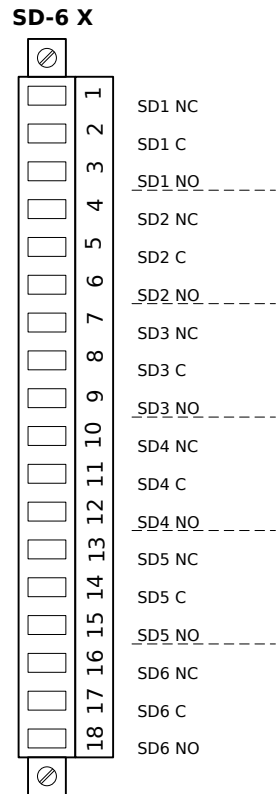 SD-6 X
1 SD1 NC
2 SD1 C
3 SD1 NO
4 SD2 NC
5 SD2 C
6 SD2 NO
7 SD3 NC
8 SD3 C
9 SD3 NO
10 SD4 NC
11 SD4 C
12 SD4 NO
13 SD5 NC
14 SD5 C
15 SD5 NO
16 SD6 NC
17 SD6 C
18 SD6 NO